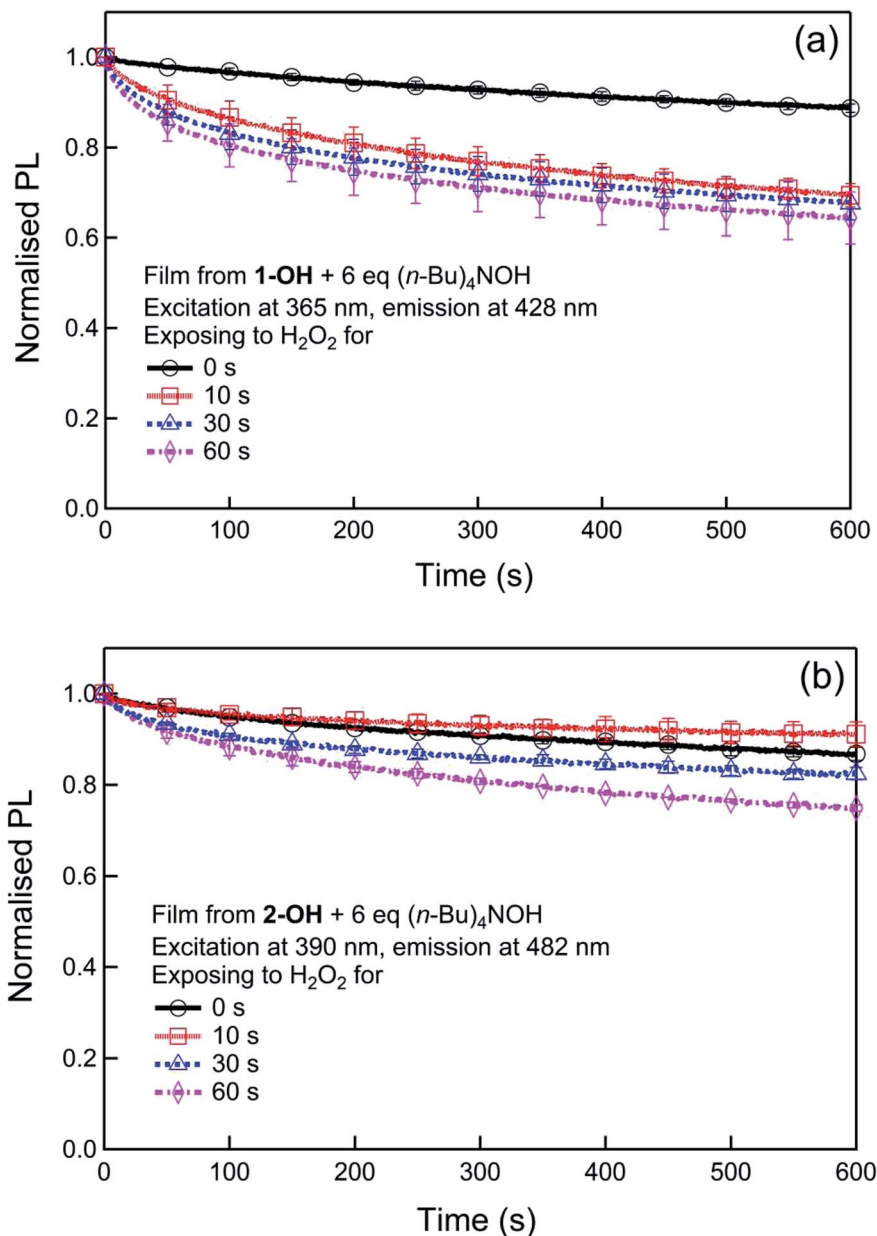 (a)
Normalised PL
1.0
0.8
0.6
0.4
0.2
0.0
Film from 1-OH + 6 eq (n-Bu)₄NOH
Excitation at 365 nm, emission at 428 nm
Exposing to H₂O₂ for
0 s
10 s
30 s
60 s
0 100 200 300 400 500 600
Time (s)
(b)
Normalised PL
1.0
0.8
0.6
0.4
0.2
0.0
Film from 2-OH + 6 eq (n-Bu)₄NOH
Excitation at 390 nm, emission at 482 nm
Exposing to H₂O₂ for
0 s
10 s
30 s
60 s
0 100 200 300 400 500 600
Time (s)